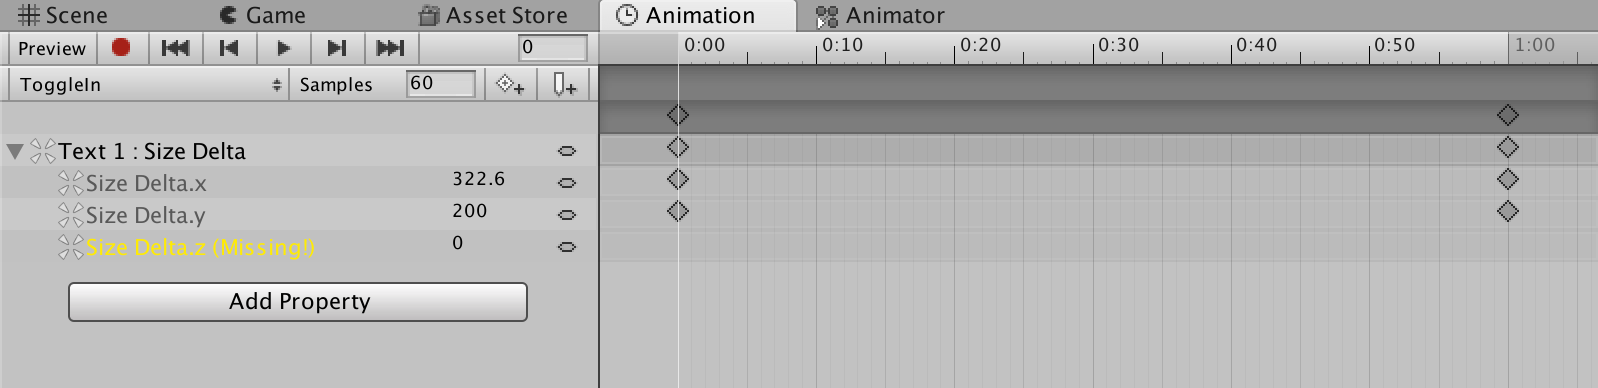 Scene Game Asset Store Animation Animator
Preview 0 0:00 0:10 0:20 0:30 0:40 0:50 1:00
ToggleIn Samples 60
Text 1 : Size Delta
Size Delta.x 322.6
Size Delta.y 200
Size Delta.z (Missing!) 0
Add Property